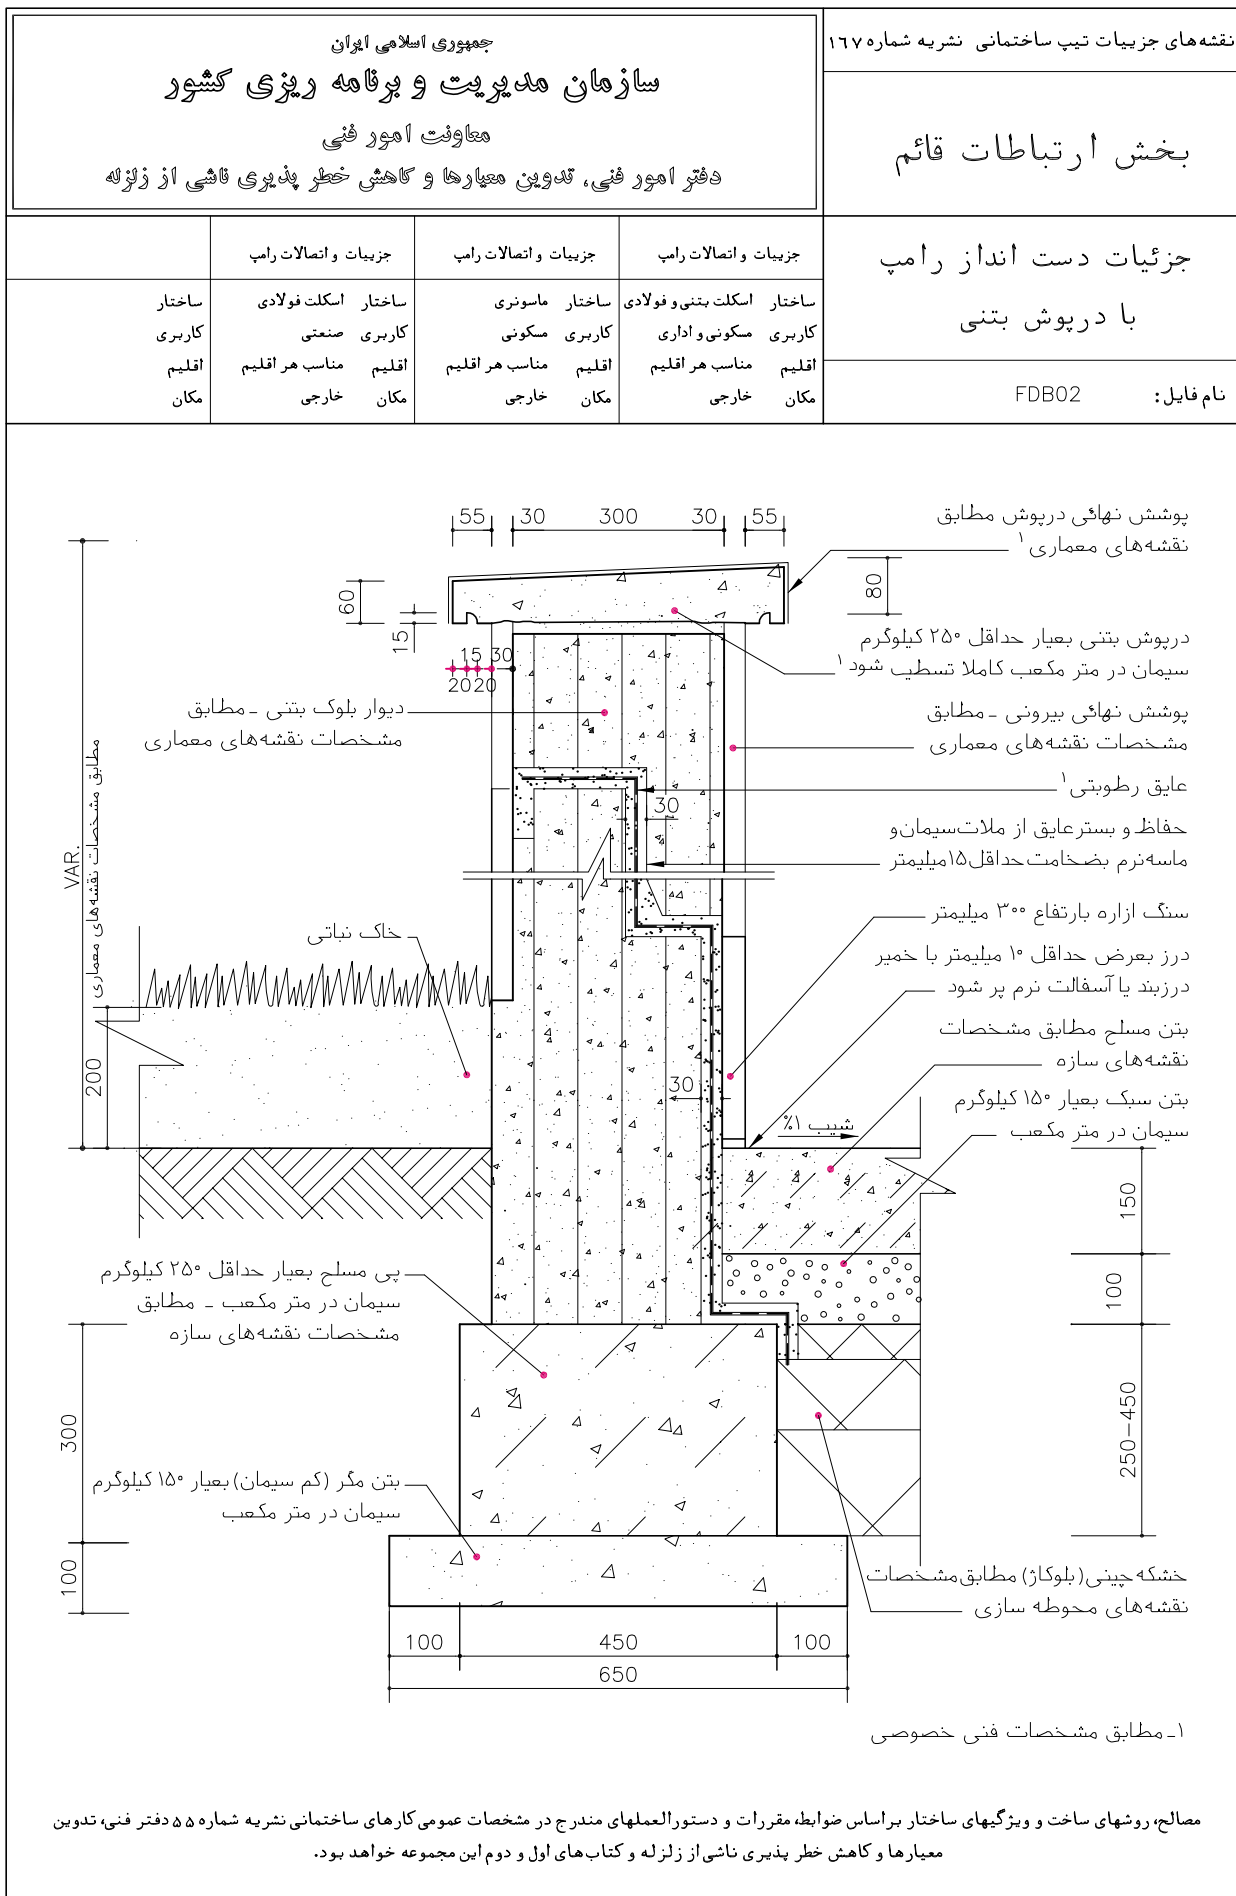 نقشه‌های جزییات تیپ ساختمانی نشریه شماره ۱۶۷
جمهوری اسلامی ایران
سازمان مدیریت و برنامه ریزی کشور
معاونت امور فنی
دفتر امور فنی، تدوین معیارها و کاهش خطر پذیری ناشی از زلزله
بخش ارتباطات قائم
جزئیات دست انداز رامپ
با درپوش بتنی
نام فایل: FDB02
جزییات و اتصالات رامپ
ساختار اسکلت بتنی و فولادی
کاربری مسکونی و اداری
اقلیم مناسب هر اقلیم
مکان خارجی
جزییات و اتصالات رامپ
ساختار ماسونری
کاربری مسکونی
اقلیم مناسب هر اقلیم
مکان خارجی
جزییات و اتصالات رامپ
ساختار اسکلت فولادی
کاربری صنعتی
اقلیم مناسب هر اقلیم
مکان خارجی
ساختار
کاربری
اقلیم
مکان
55 30 300 30 55
60
15
80
15 30
20 20
پوشش نهائی درپوش مطابق
نقشه‌های معماری ۱
درپوش بتنی بعیار حداقل ۲۵۰ کیلوگرم
سیمان در متر مکعب کاملا تسطیب شود ۱
پوشش نهائی بیرونی ـ مطابق
مشخصات نقشه‌های معماری
عایق رطوبتی ۱
حفاظ و بستر عایق از ملات سیمان و
ماسه نرم بضخامت حداقل ۱۵ میلیمتر
سنگ ازاره بارتفاع ۳۰۰ میلیمتر
درز بعرض حداقل ۱۰ میلیمتر با خمیر
درزبند یا آسفالت نرم پر شود
بتن مسلح مطابق مشخصات
نقشه‌های سازه
بتن سبک بعیار ۱۵۰ کیلوگرم
سیمان در متر مکعب
شیب ۱%
دیوار بلوک بتنی ـ مطابق
مشخصات نقشه‌های معماری
خاک نباتی
VAR.
مطابق مشخصات نقشه‌های معماری
200
30
30
پی مسلح بعیار حداقل ۲۵۰ کیلوگرم
سیمان در متر مکعب ـ مطابق
مشخصات نقشه‌های سازه
بتن مگر (کم سیمان) بعیار ۱۵۰ کیلوگرم
سیمان در متر مکعب
300
100
150
100
250-450
خشکه چینی (بلوکاژ) مطابق مشخصات
نقشه‌های محوطه سازی
100 450 100
650
۱ـ مطابق مشخصات فنی خصوصی
مصالح، روشهای ساخت و ویژگیهای ساختار براساس ضوابط، مقررات و دستورالعملهای مندرج در مشخصات عمومی کارهای ساختمانی نشریه شماره ۵۵ دفتر فنی، تدوین
معیارها و کاهش خطر پذیری ناشی از زلزله و کتاب‌های اول و دوم این مجموعه خواهد بود.